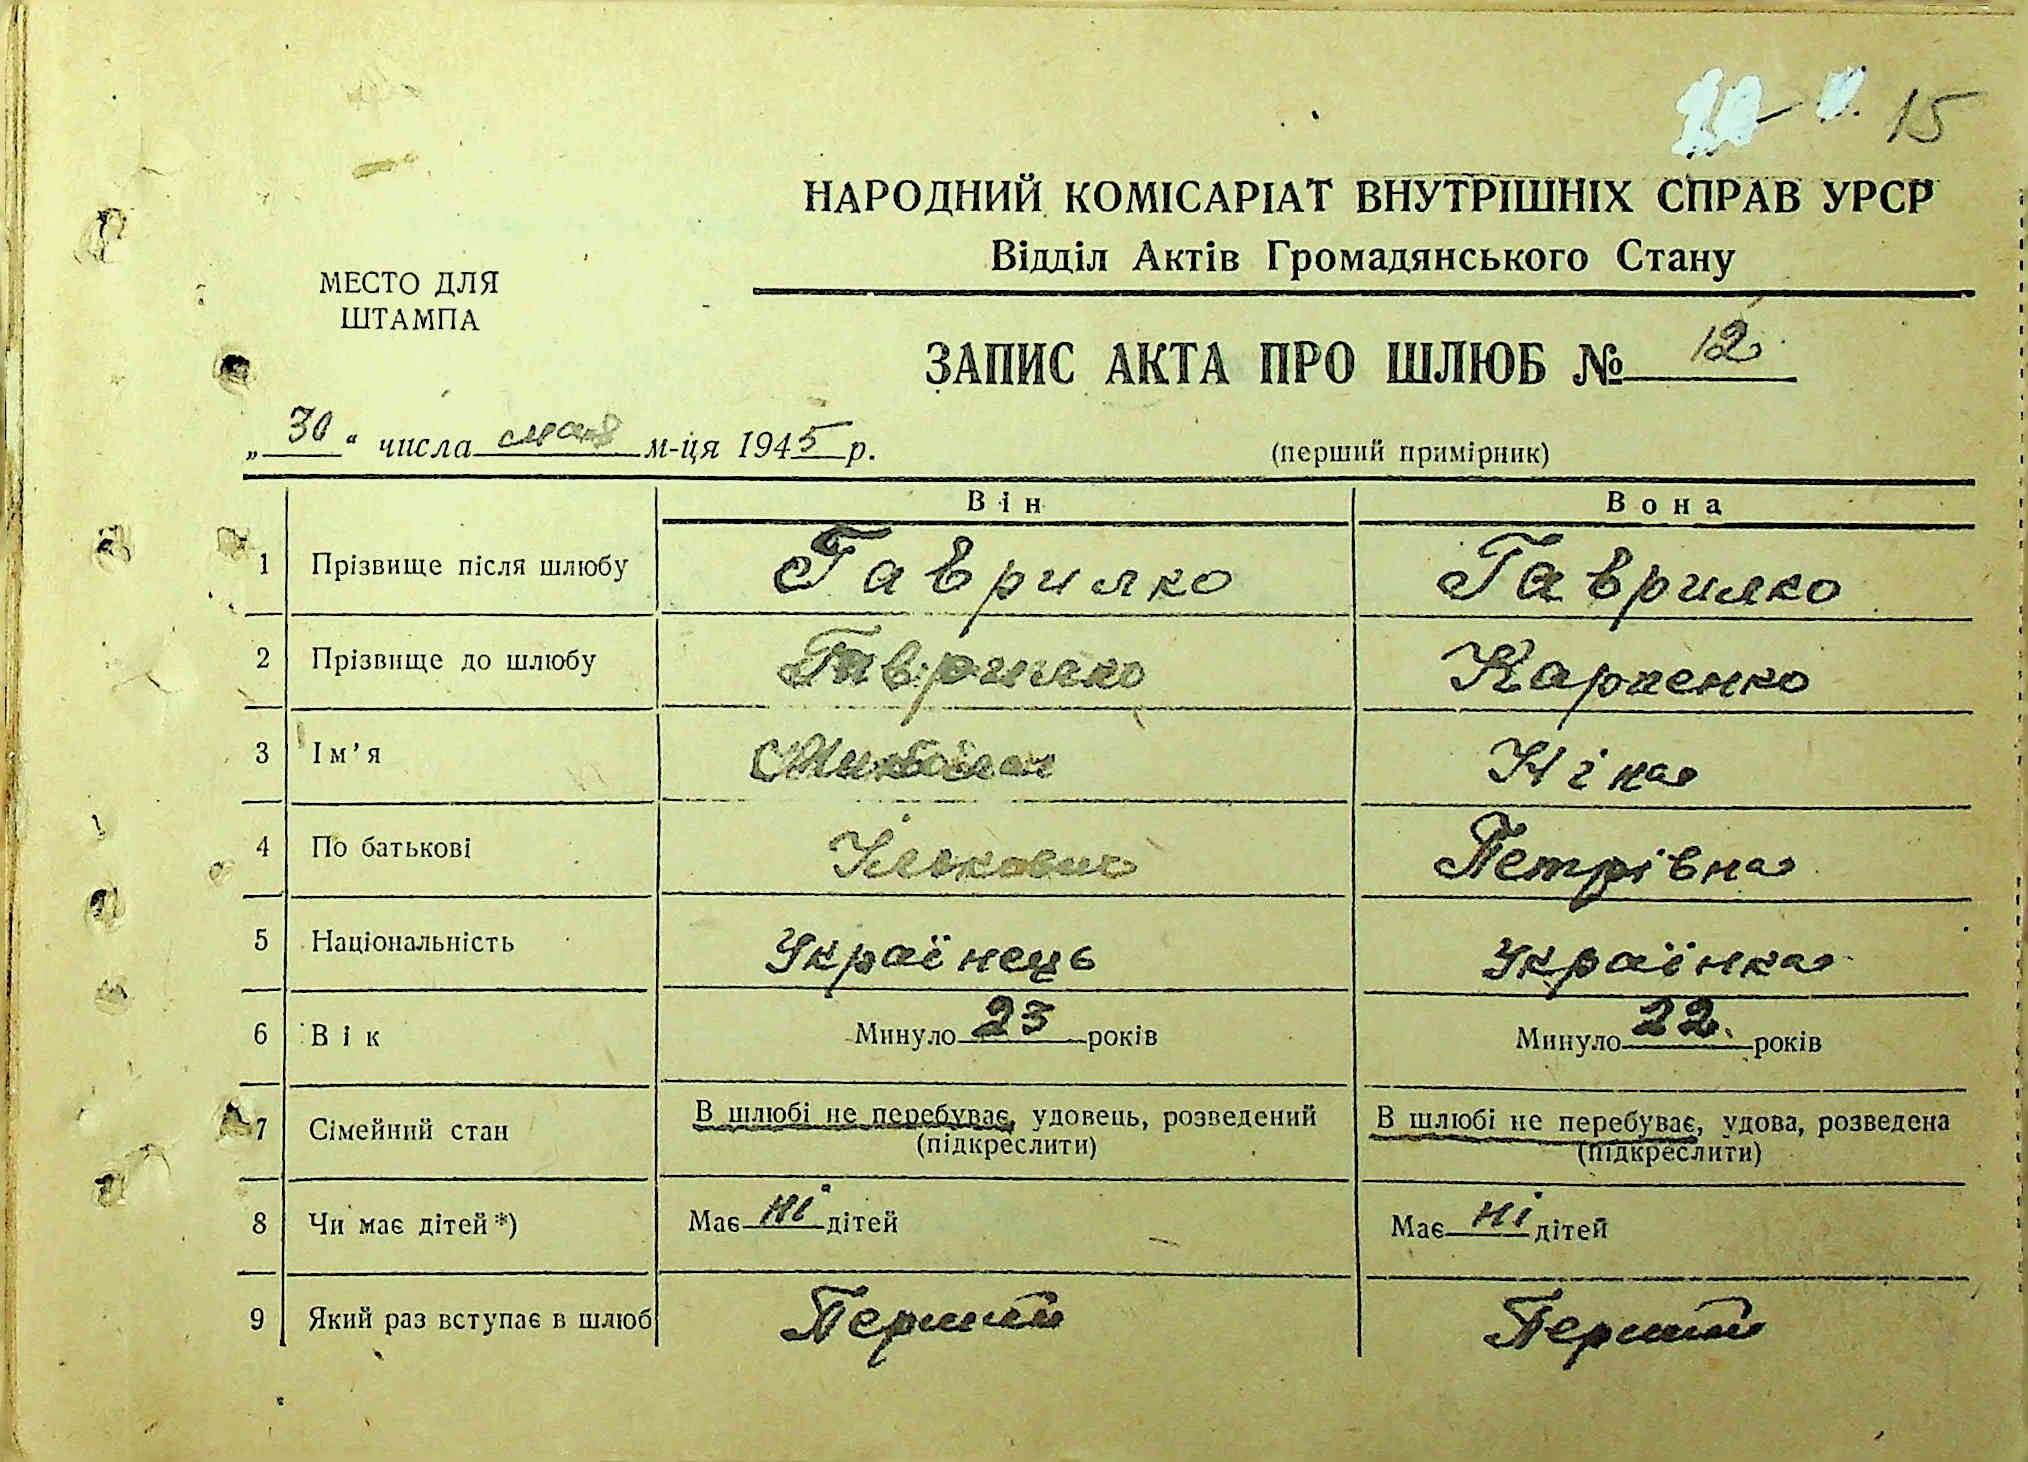 15
НАРОДНИЙ КОМІСАРІАТ ВНУТРІШНІХ СПРАВ УРСР
Відділ Актів Громадянського Стану
МЕСТО ДЛЯ
ШТАМПА
ЗАПИС АКТА ПРО ШЛЮБ № 12
„30“ числа мая м-ця 1945 р.
(перший примірник)
Він Вона
1 Прізвище після шлюбу Гаврилко Гаврилко
2 Прізвище до шлюбу Гаврилко Карпенко
3 Ім’я Микола Ніна
4 По батькові Петрівна
5 Національність Українець Українка
6 Вік Минуло 23 років Минуло 22 років
7 Сімейний стан В шлюбі не перебуває, удовець, розведений В шлюбі не перебуває, удова, розведена
(підкреслити) (підкреслити)
8 Чи має дітей*) Має ні дітей Має ні дітей
9 Який раз вступає в шлюб Перший Перший